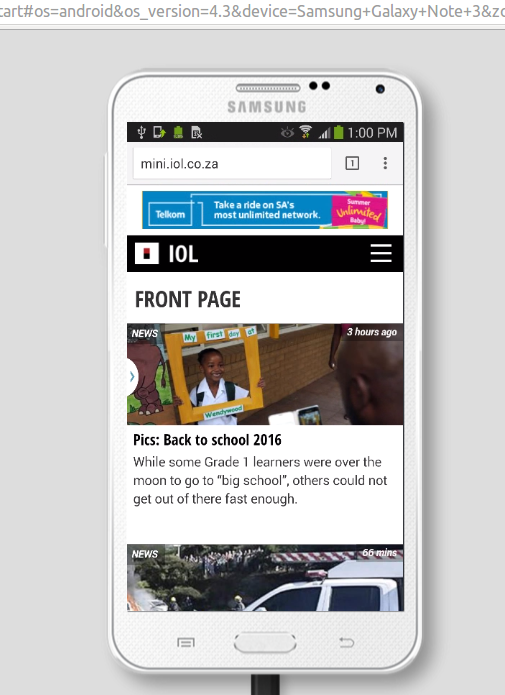 cart#os=android&os_version=4.3&device=Samsung+Galaxy+Note+3&zo
SAMSUNG
1:00 PM
mini.iol.co.za
1
Telkom
Take a ride on SA's
most unlimited network.
Summer
Unlimited
Baby!
IOL
FRONT PAGE
NEWS
3 hours ago
My first day at
Wendywood
Pics: Back to school 2016
While some Grade 1 learners were over the
moon to go to “big school”, others could not
get out of there fast enough.
NEWS
56 mins